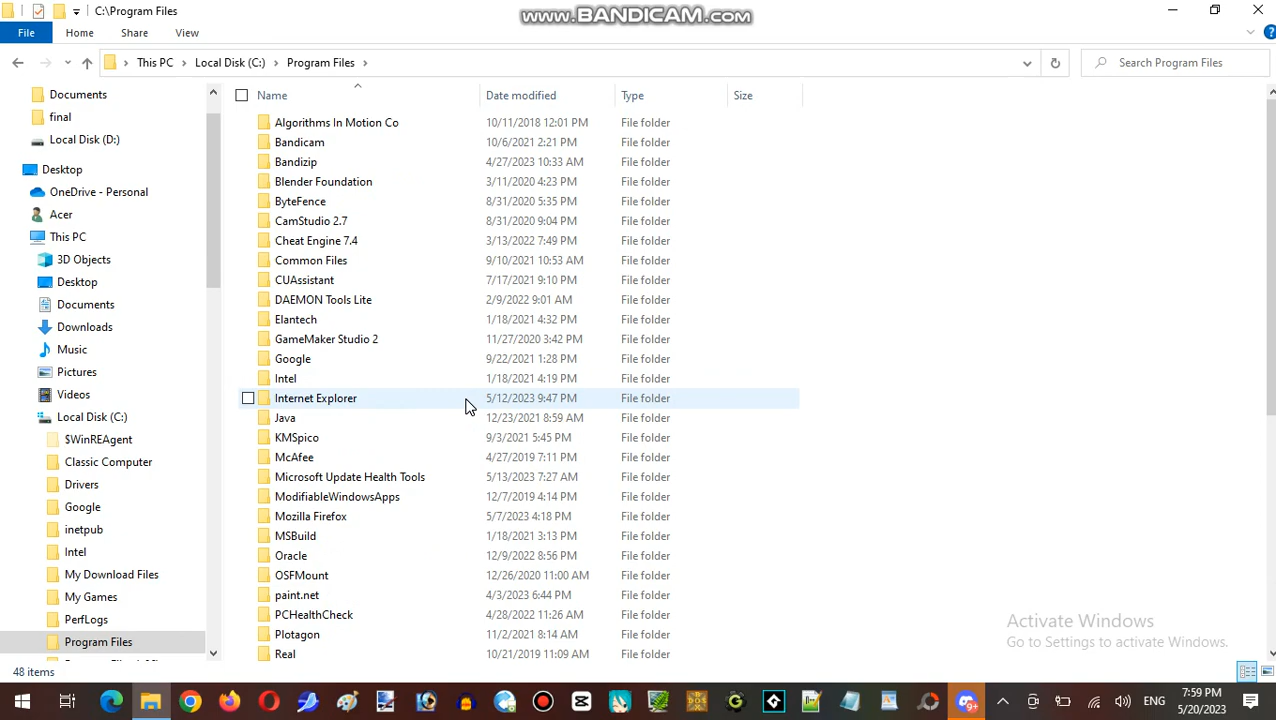 C:\Program Files
www.BANDICAM.com
File Home Share View
This PC Local Disk (C:) Program Files
Search Program Files
Documents
final
Local Disk (D:)
Desktop
OneDrive - Personal
Acer
This PC
3D Objects
Desktop
Documents
Downloads
Music
Pictures
Videos
Local Disk (C:)
$WinREAgent
Classic Computer
Drivers
Google
inetpub
Intel
My Download Files
My Games
PerfLogs
Program Files
Name Date modified Type Size
Algorithms In Motion Co 10/11/2018 12:01 PM File folder
Bandicam 10/6/2021 2:21 PM File folder
Bandizip 4/27/2023 10:33 AM File folder
Blender Foundation 3/11/2020 4:23 PM File folder
ByteFence 8/31/2020 5:35 PM File folder
CamStudio 2.7 8/31/2020 9:04 PM File folder
Cheat Engine 7.4 3/13/2022 7:49 PM File folder
Common Files 9/10/2021 10:53 AM File folder
CUAssistant 7/17/2021 9:10 PM File folder
DAEMON Tools Lite 2/9/2022 9:01 AM File folder
Elantech 1/18/2021 4:32 PM File folder
GameMaker Studio 2 11/27/2020 3:42 PM File folder
Google 9/22/2021 1:28 PM File folder
Intel 1/18/2021 4:19 PM File folder
Internet Explorer 5/12/2023 9:47 PM File folder
Java 12/23/2021 8:59 AM File folder
KMSpico 9/3/2021 5:45 PM File folder
McAfee 4/27/2019 7:11 PM File folder
Microsoft Update Health Tools 5/13/2023 7:27 AM File folder
ModifiableWindowsApps 12/7/2019 4:14 PM File folder
Mozilla Firefox 5/7/2023 4:18 PM File folder
MSBuild 1/18/2021 3:13 PM File folder
Oracle 12/9/2022 8:56 PM File folder
OSFMount 12/26/2020 11:00 AM File folder
paint.net 4/3/2023 6:44 PM File folder
PCHealthCheck 4/28/2022 11:26 AM File folder
Plotagon 11/2/2021 8:14 AM File folder
Real 10/21/2019 11:09 AM File folder
Activate Windows
Go to Settings to activate Windows.
48 items
9+
ENG
7:59 PM
5/20/2023